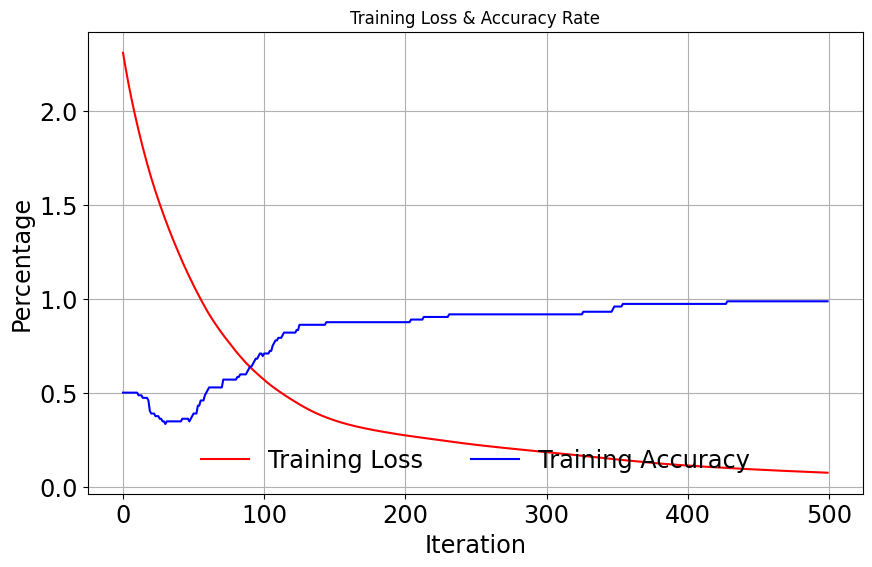 Training Loss & Accuracy Rate
Percentage
2.0
1.5
1.0
0.5
0.0
Training Loss
Training Accuracy
0 100 200 300 400 500
Iteration